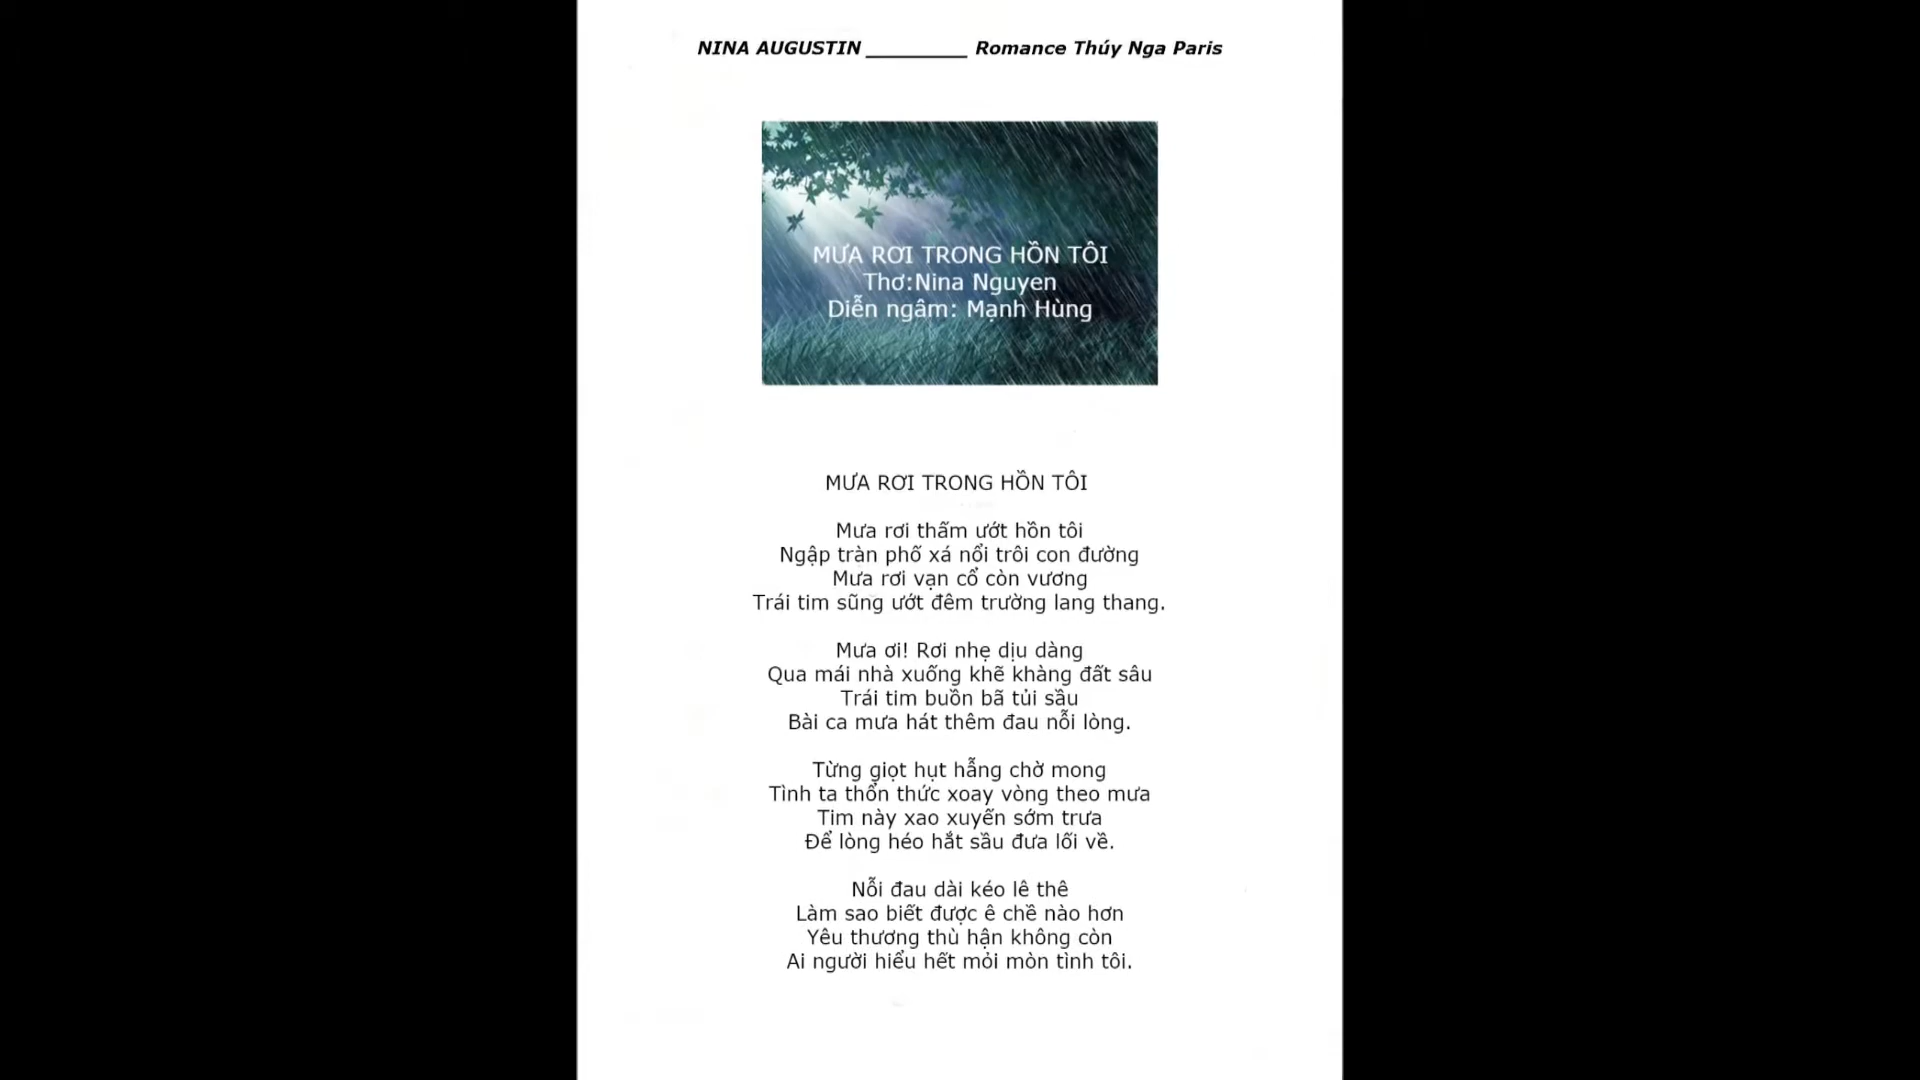 NINA AUGUSTIN __________ Romance Thúy Nga Paris
MƯA RƠI TRONG HỒN TÔI
Thơ:Nina Nguyen
Diễn ngâm: Mạnh Hùng
MƯA RƠI TRONG HỒN TÔI
Mưa rơi thấm ướt hồn tôi
Ngập tràn phố xá nổi trôi con đường
Mưa rơi vạn cổ còn vương
Trái tim sũng ướt đêm trường lang thang.
Mưa ơi! Rơi nhẹ dịu dàng
Qua mái nhà xuống khẽ khàng đất sâu
Trái tim buồn bã tủi sầu
Bài ca mưa hát thêm đau nỗi lòng.
Từng giọt hụt hẫng chờ mong
Tình ta thổn thức xoay vòng theo mưa
Tim này xao xuyến sớm trưa
Để lòng héo hắt sầu đưa lối về.
Nỗi đau dài kéo lê thê
Làm sao biết được ê chề nào hơn
Yêu thương thù hận không còn
Ai người hiểu hết mỏi mòn tình tôi.